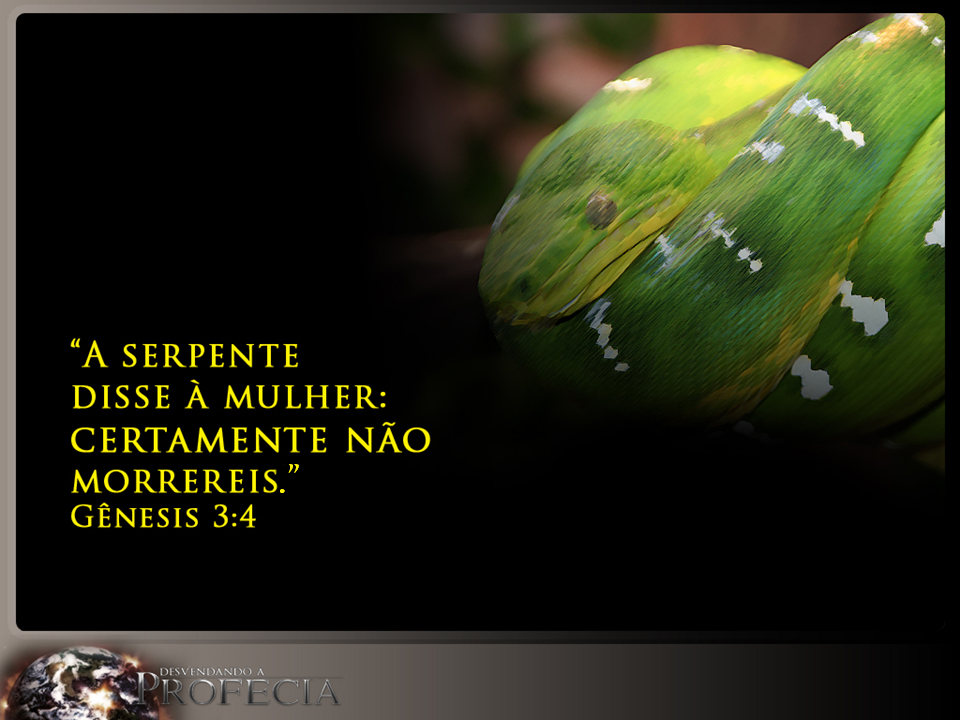 “A SERPENTE
DISSE À MULHER:
CERTAMENTE NÃO
MORREREIS.”
GÊNESIS 3:4
DESVENDANDO A
PROFECIA